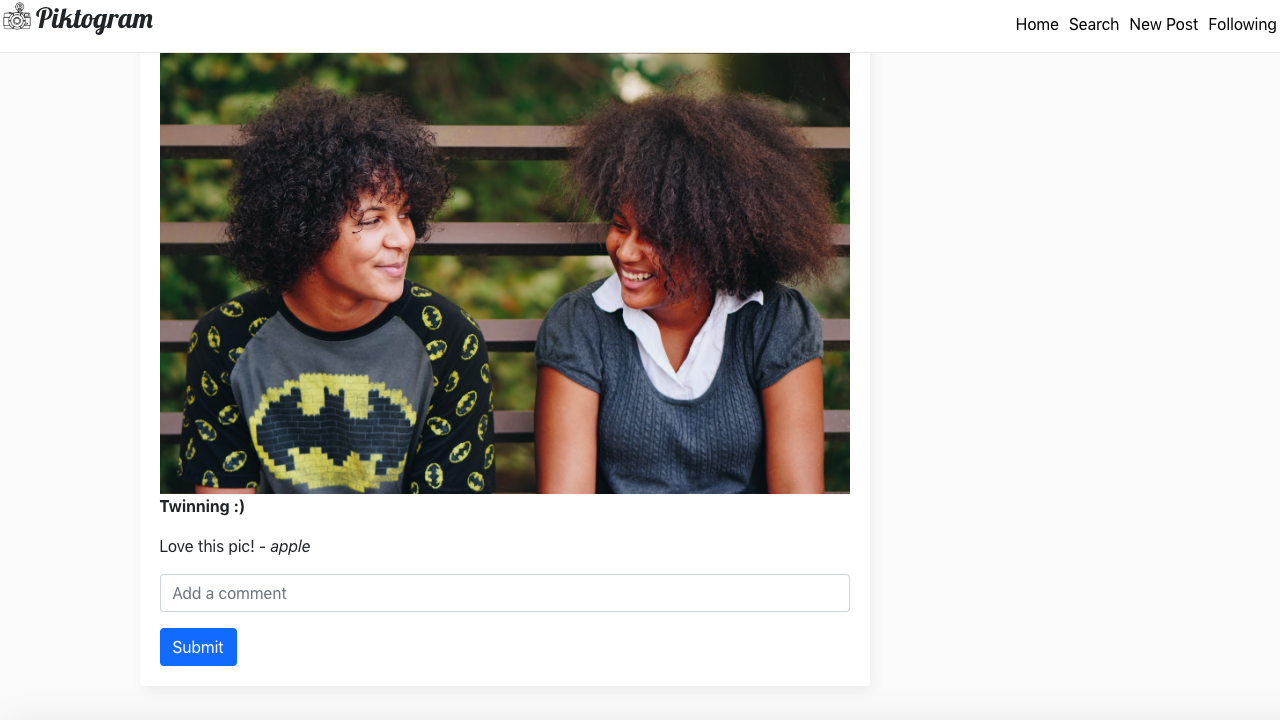 Piktogram
Home Search New Post Following
Twinning :)
Love this pic! - apple
Add a comment
Submit